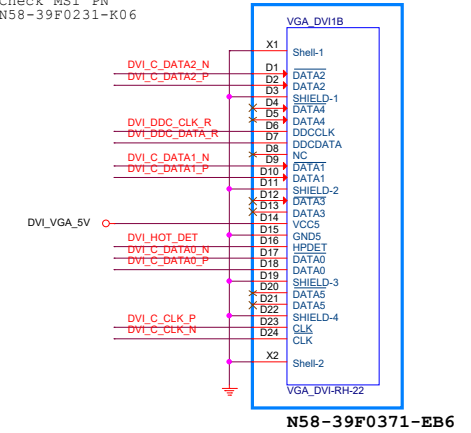 Check MSI PN
N58-39F0231-K06
VGA_DVI1B
X1 Shell-1
DVI_C_DATA2_N D1 DATA2
DVI_C_DATA2_P D2 DATA2
D3 SHIELD-1
D4 DATA4
D5 DATA4
DVI_DDC_CLK_R D6 DDCCLK
DVI_DDC_DATA_R D7 DDCDATA
D8 NC
DVI_C_DATA1_N D9 DATA1
DVI_C_DATA1_P D10 DATA1
D11 SHIELD-2
D12 DATA3
D13 DATA3
DVI_VGA_5V D14 VCC5
D15 GND5
DVI_HOT_DET D16 HPDET
DVI_C_DATA0_N D17 DATA0
DVI_C_DATA0_P D18 DATA0
D19 SHIELD-3
D20 DATA5
D21 DATA5
D22 SHIELD-4
DVI_C_CLK_P D23 CLK
DVI_C_CLK_N D24 CLK
X2 Shell-2
VGA_DVI-RH-22
N58-39F0371-EB6